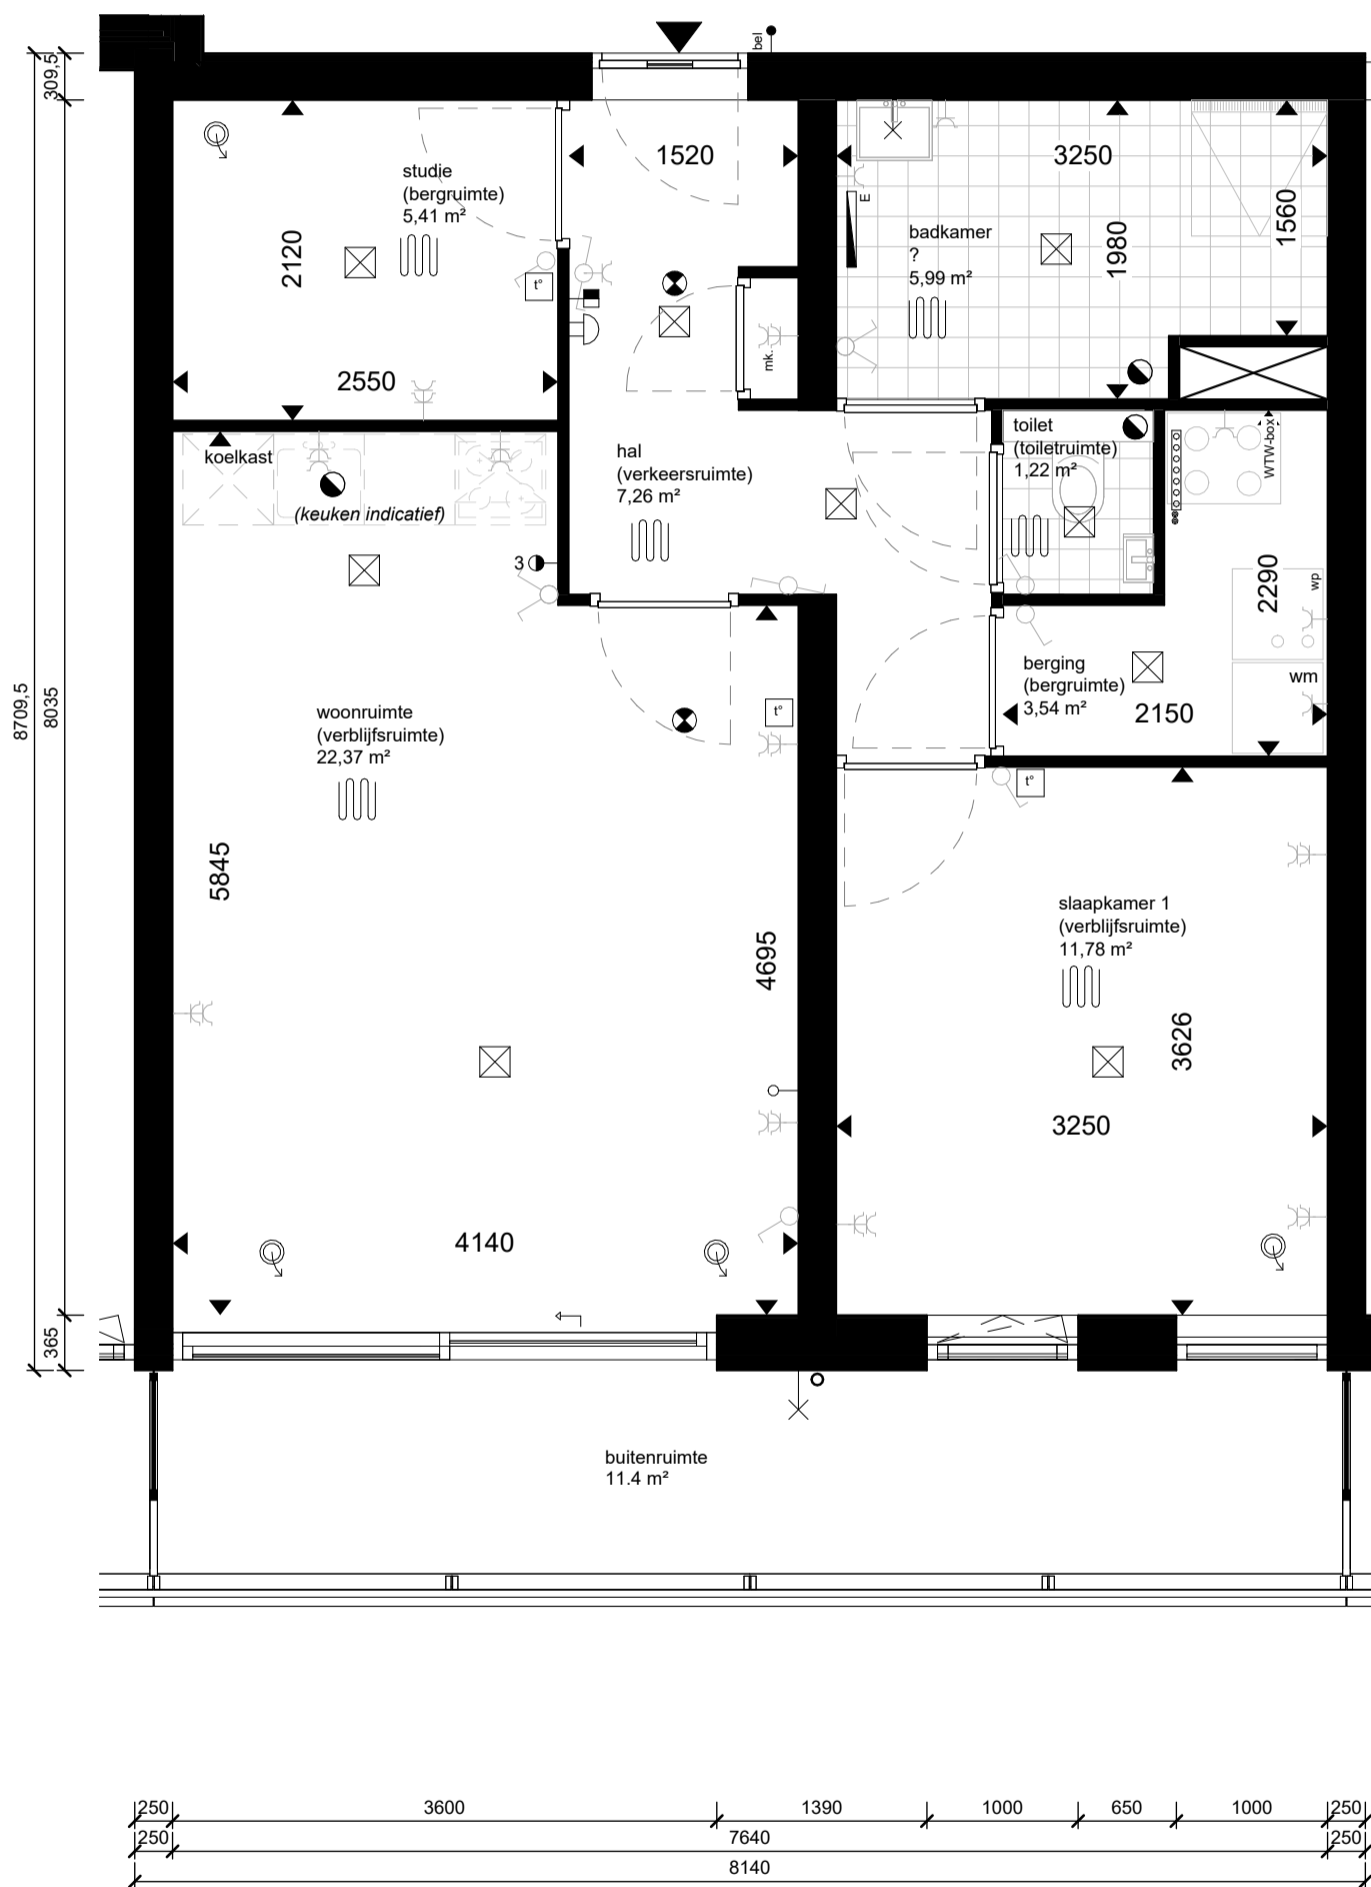 bel
309,5
8709,5
8035
365
studie
(bergruimte)
5,41 m²
2120
2550
t°
1520
mk.
3250
E
badkamer
?
5,99 m²
1980
1560
koelkast
(keuken indicatief)
3
hal
(verkeersruimte)
7,26 m²
toilet
(toiletruimte)
1,22 m²
WTW-box
2290
wp
wm
berging
(bergruimte)
3,54 m²
2150
woonruimte
(verblijfsruimte)
22,37 m²
t°
t°
5845
4695
slaapkamer 1
(verblijfsruimte)
11,78 m²
3626
3250
4140
buitenruimte
11.4 m²
250
3600
1390
1000
650
1000
250
250
7640
250
8140